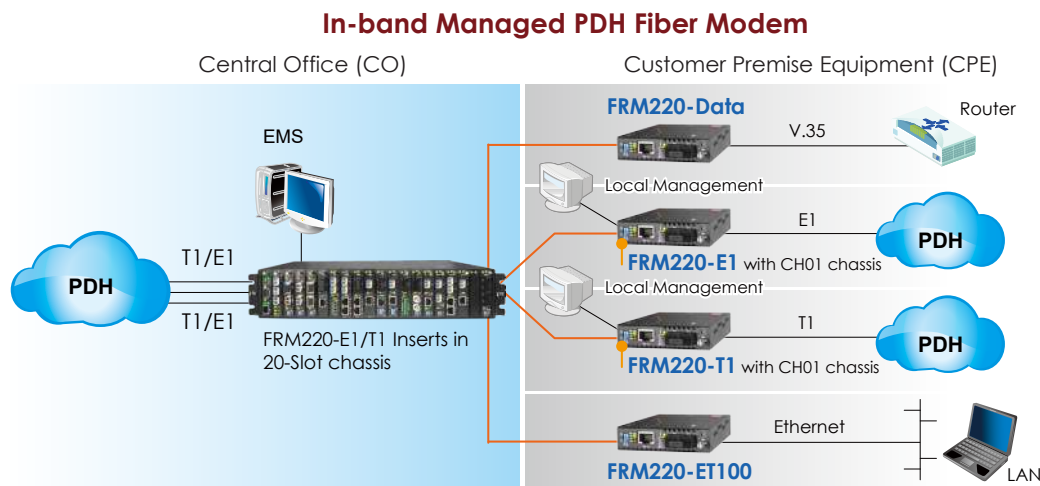 In-band Managed PDH Fiber Modem
Central Office (CO)
Customer Premise Equipment (CPE)
EMS
PDH
T1/E1
T1/E1
FRM220-E1/T1 Inserts in
20-Slot chassis
FRM220-Data
V.35
Router
Local Management
E1
PDH
FRM220-E1 with CH01 chassis
Local Management
T1
PDH
FRM220-T1 with CH01 chassis
Ethernet
FRM220-ET100
LAN